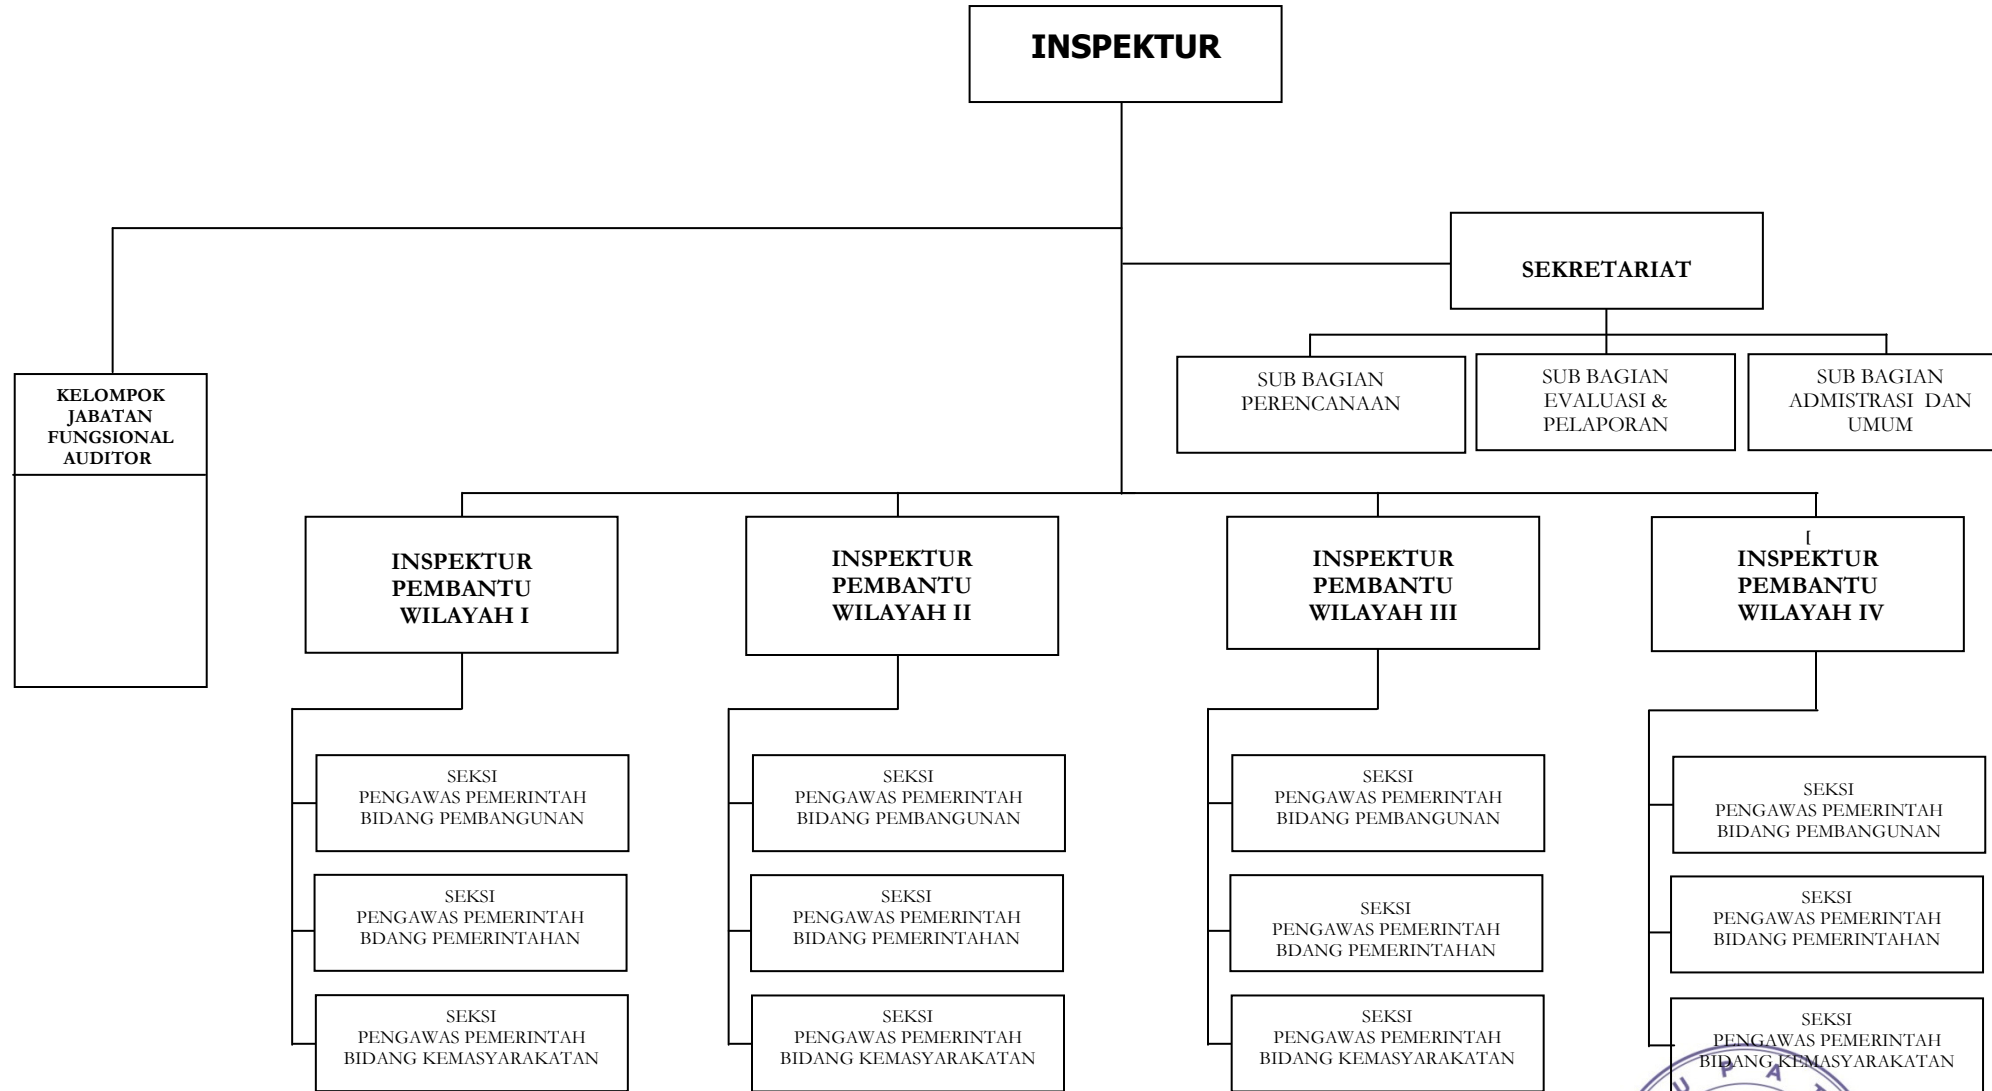 INSPEKTUR
SEKRETARIAT
SUB BAGIAN
PERENCANAAN
SUB BAGIAN
EVALUASI &
PELAPORAN
SUB BAGIAN
ADMISTRASI DAN
UMUM
KELOMPOK
JABATAN
FUNGSIONAL
AUDITOR
INSPEKTUR
PEMBANTU
WILAYAH I
INSPEKTUR
PEMBANTU
WILAYAH II
INSPEKTUR
PEMBANTU
WILAYAH III
[
INSPEKTUR
PEMBANTU
WILAYAH IV
SEKSI
PENGAWAS PEMERINTAH
BIDANG PEMBANGUNAN
SEKSI
PENGAWAS PEMERINTAH
BDANG PEMERINTAHAN
SEKSI
PENGAWAS PEMERINTAH
BIDANG KEMASYARAKATAN
SEKSI
PENGAWAS PEMERINTAH
BIDANG PEMBANGUNAN
SEKSI
PENGAWAS PEMERINTAH
BIDANG PEMERINTAHAN
SEKSI
PENGAWAS PEMERINTAH
BIDANG KEMASYARAKATAN
SEKSI
PENGAWAS PEMERINTAH
BIDANG PEMBANGUNAN
SEKSI
PENGAWAS PEMERINTAH
BDANG PEMERINTAHAN
SEKSI
PENGAWAS PEMERINTAH
BIDANG KEMASYARAKATAN
SEKSI
PENGAWAS PEMERINTAH
BIDANG PEMBANGUNAN
SEKSI
PENGAWAS PEMERINTAH
BIDANG PEMERINTAHAN
SEKSI
PENGAWAS PEMERINTAH
BIDANG KEMASYARAKATAN